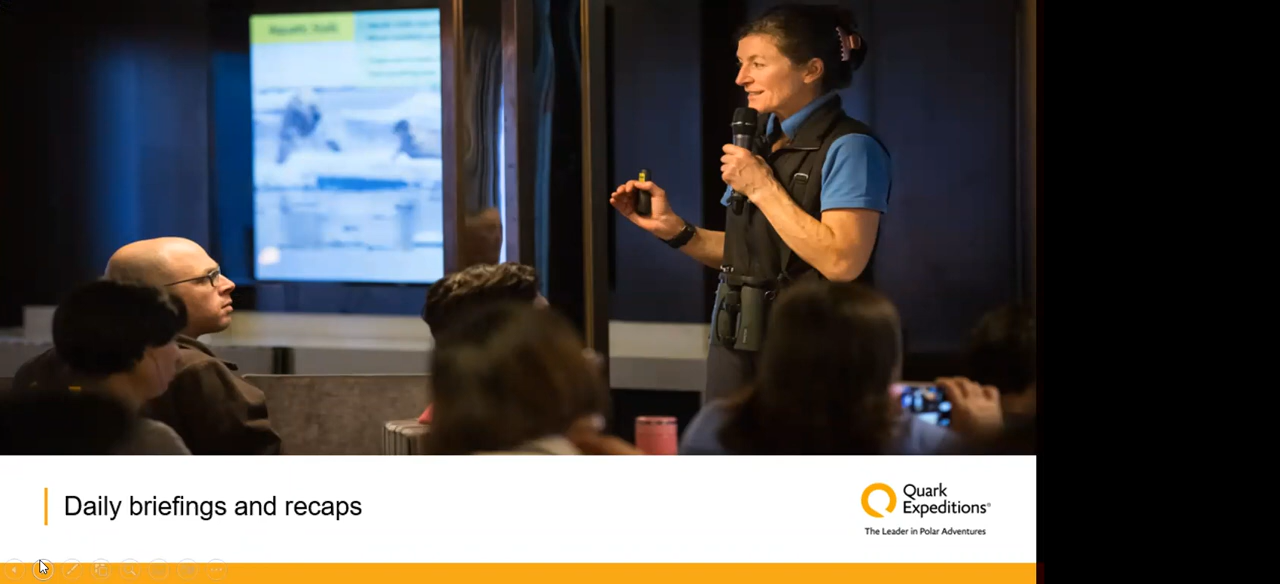 Daily briefings and recaps
Quark
Expeditions®
The Leader in Polar Adventures